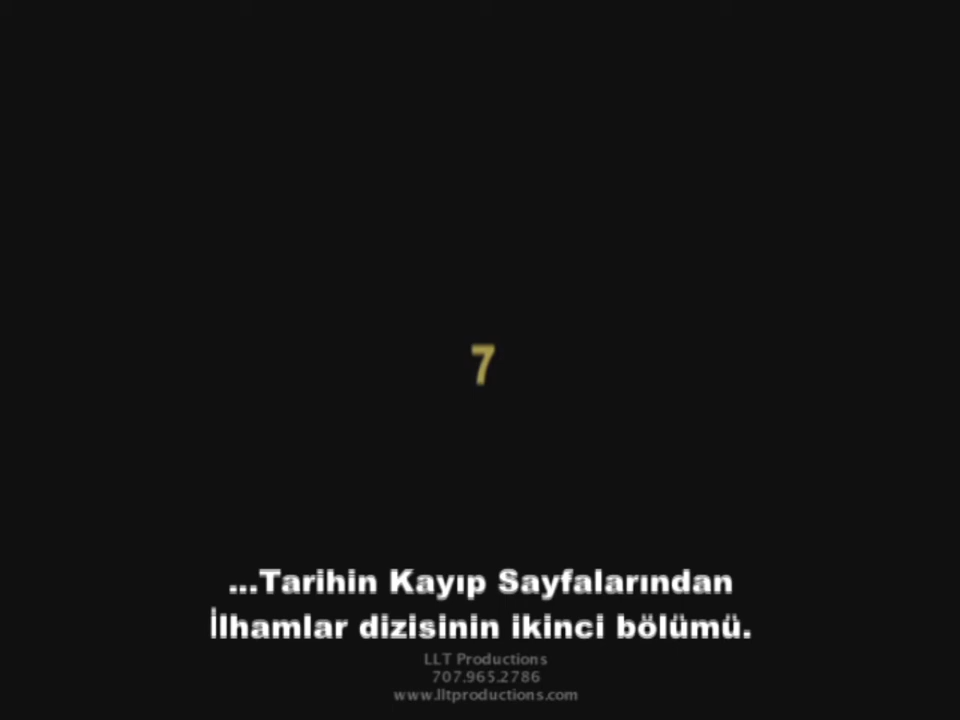 7
...Tarihin Kayıp Sayfalarından
İlhamlar dizisinin ikinci bölümü.
LLT Productions
707.965.2786
www.lltproductions.com